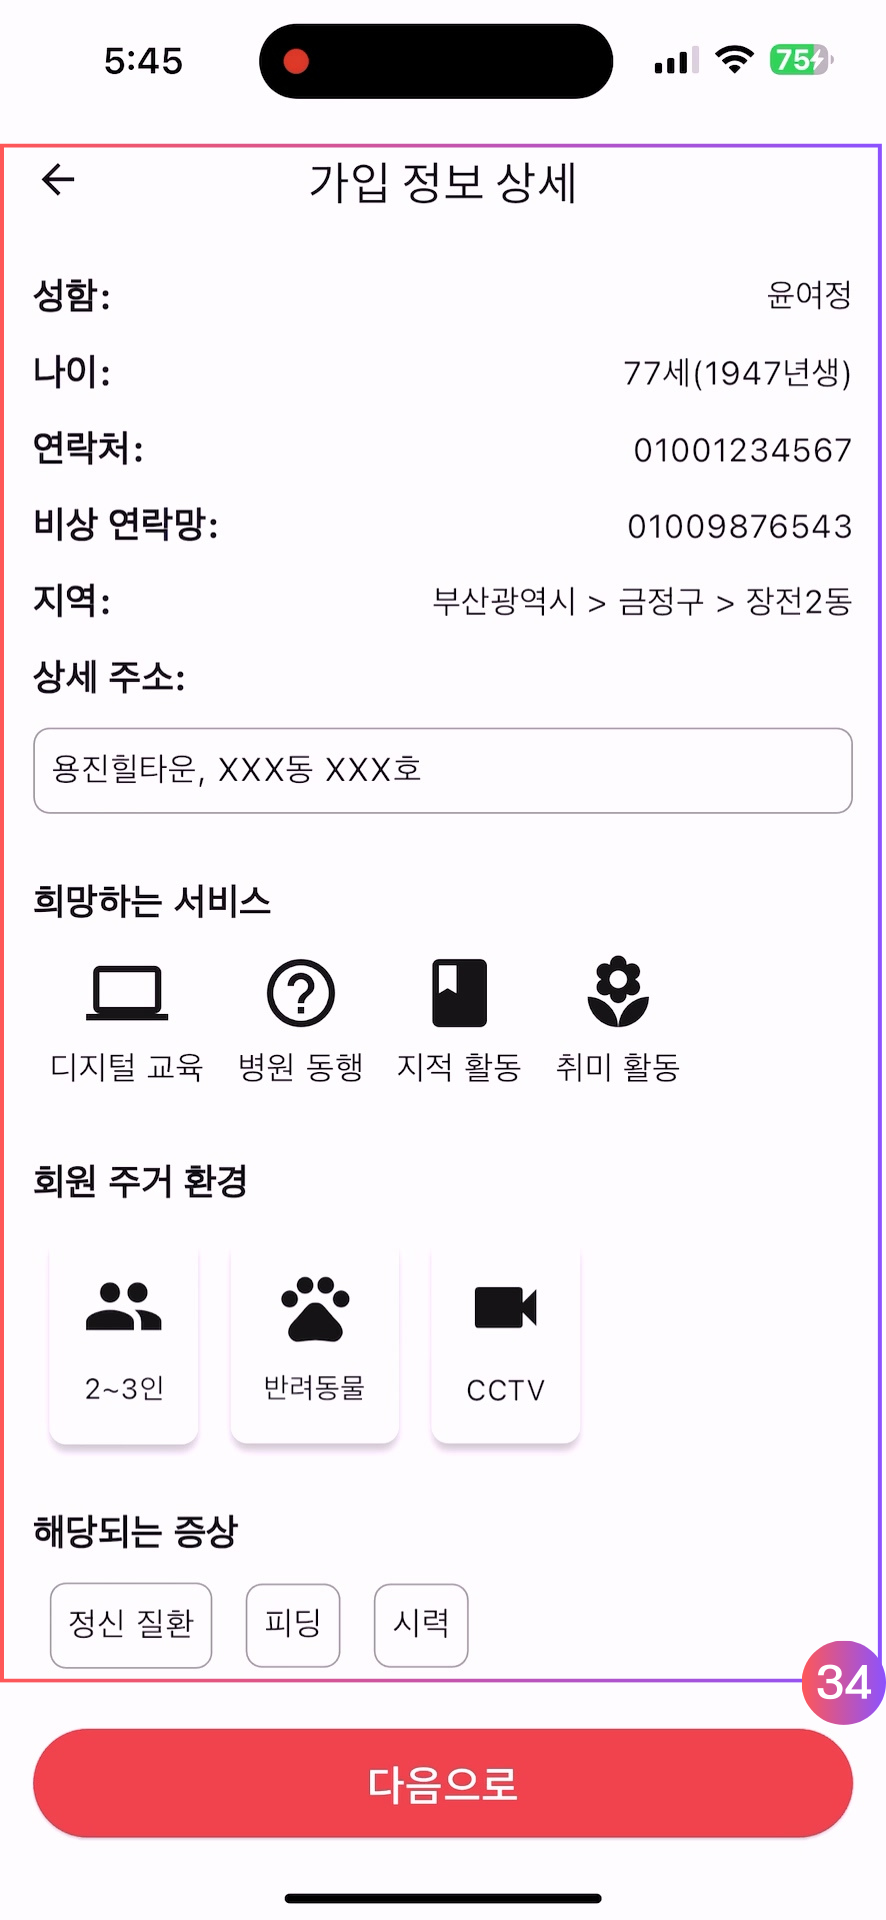 5:45
75
가입 정보 상세
성함: 윤여정
나이: 77세(1947년생)
연락처: 01001234567
비상 연락망: 01009876543
지역: 부산광역시 > 금정구 > 장전2동
상세 주소:
용진힐타운, XXX동 XXX호
희망하는 서비스
디지털 교육 병원 동행 지적 활동 취미 활동
회원 주거 환경
2~3인 반려동물 CCTV
해당되는 증상
정신 질환 피딩 시력
34
다음으로